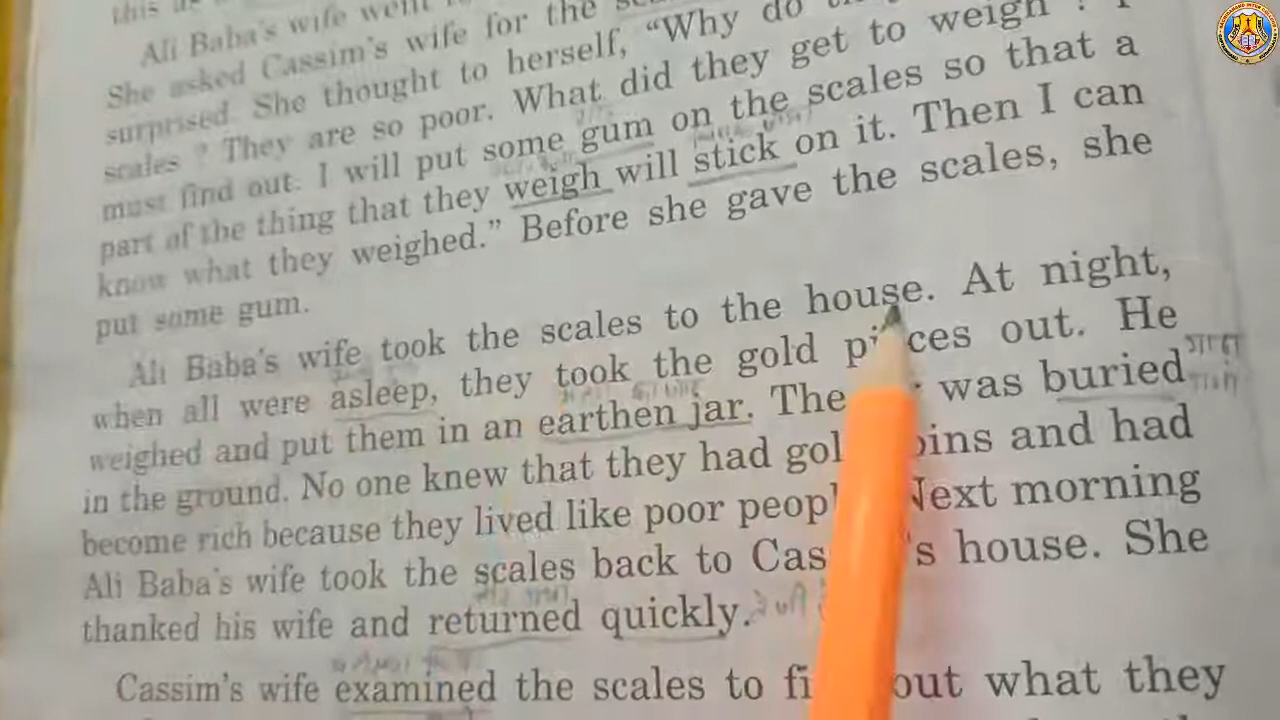 this
Ali Baba's wife went
She asked Cassim's wife for the
surprised. She thought to herself, "Why do
scales ? They are so poor. What did they get to weigh ? I
must find out. I will put some gum on the scales so that a
part of the thing that they weigh will stick on it. Then I can
know what they weighed." Before she gave the scales, she
put some gum.
Ali Baba's wife took the scales to the house. At night,
when all were asleep, they took the gold pieces out. He
weighed and put them in an earthen jar. The was buried
in the ground. No one knew that they had gol oins and had
become rich because they lived like poor peopl Next morning
Ali Baba's wife took the scales back to Cas 's house. She
thanked his wife and returned quickly.
Cassim's wife examined the scales to fi out what they